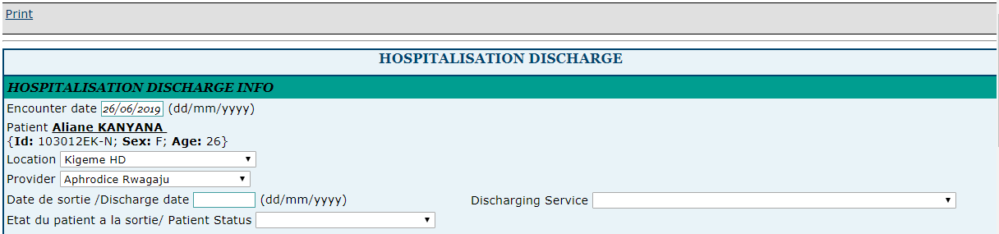 Print
HOSPITALISATION DISCHARGE
HOSPITALISATION DISCHARGE INFO
Encounter date 26/06/2019 (dd/mm/yyyy)
Patient Aliane KANYANA
{Id: 103012EK-N; Sex: F; Age: 26}
Location Kigeme HD
Provider Aphrodice Rwagaju
Date de sortie /Discharge date (dd/mm/yyyy) Discharging Service
Etat du patient a la sortie/ Patient Status